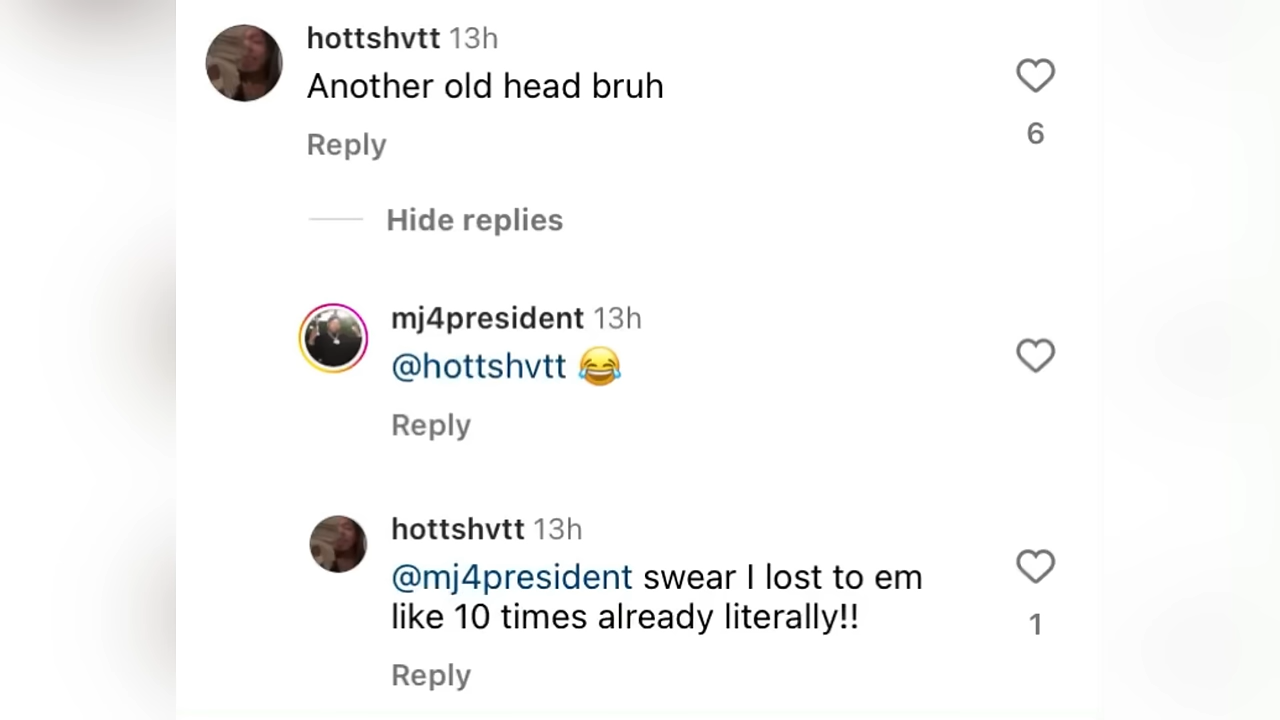 hottshvtt 13h
Another old head bruh
6
Reply
Hide replies
mj4president 13h
@hottshvtt 😂
Reply
hottshvtt 13h
@mj4president swear I lost to em
like 10 times already literally!!
1
Reply